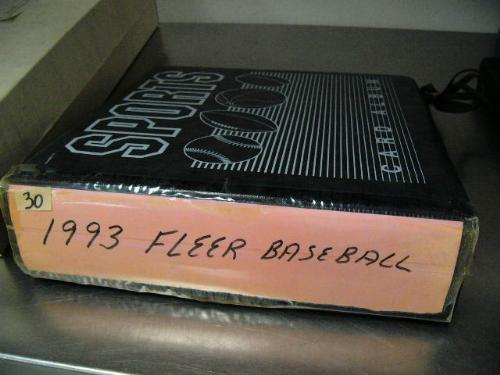 SPORTS
CARD ALBUM
30
1993 FLEER BASEBALL